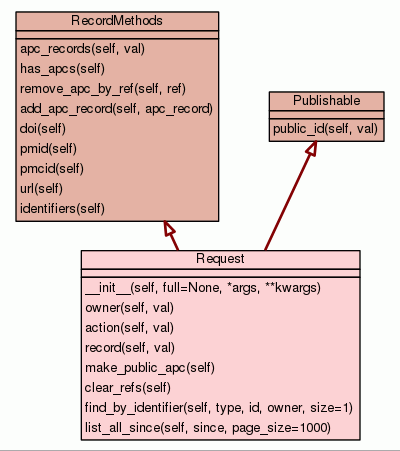 RecordMethods
apc_records(self, val)
has_apcs(self)
remove_apc_by_ref(self, ref)
add_apc_record(self, apc_record)
doi(self)
pmid(self)
pmcid(self)
url(self)
identifiers(self)
Publishable
public_id(self, val)
Request
__init__(self, full=None, *args, **kwargs)
owner(self, val)
action(self, val)
record(self, val)
make_public_apc(self)
clear_refs(self)
find_by_identifier(self, type, id, owner, size=1)
list_all_since(self, since, page_size=1000)